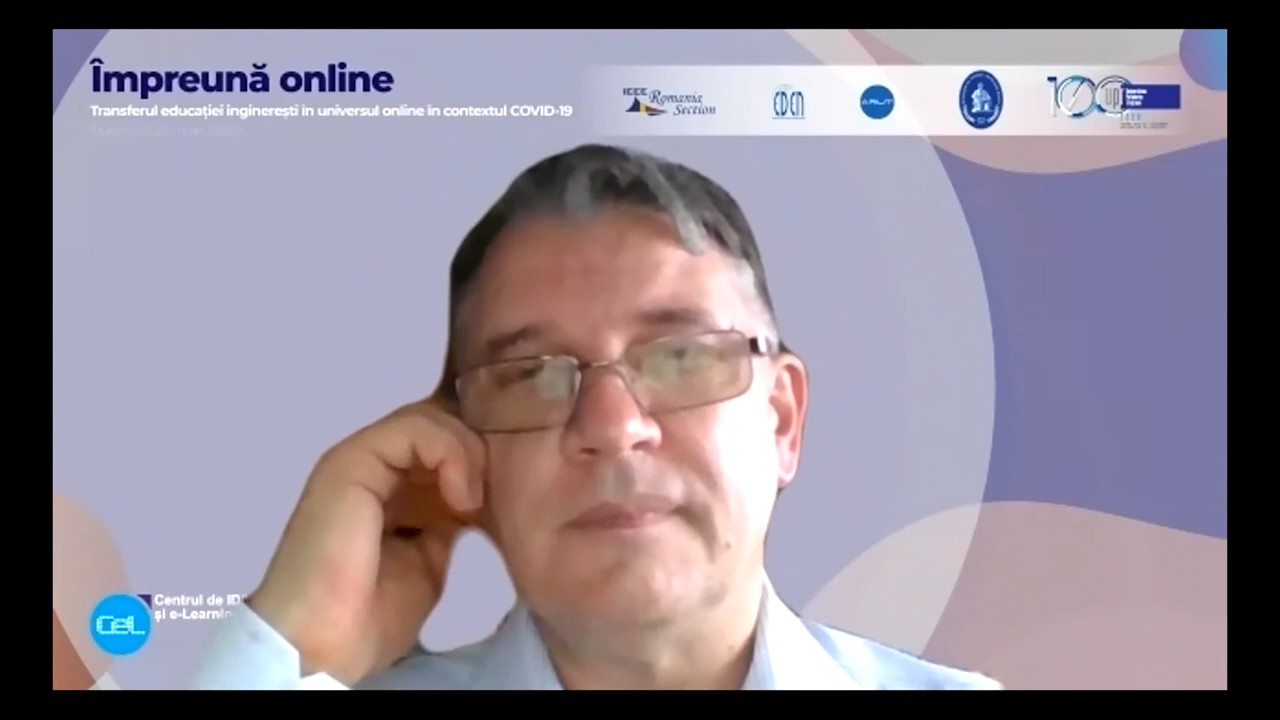 Împreună online
Transferul educației inginerești în universul online în contextul COVID-19
IEEE Romania
Section
EDEN
100
UPT
CeL
Centrul de ID
și e-Learnin